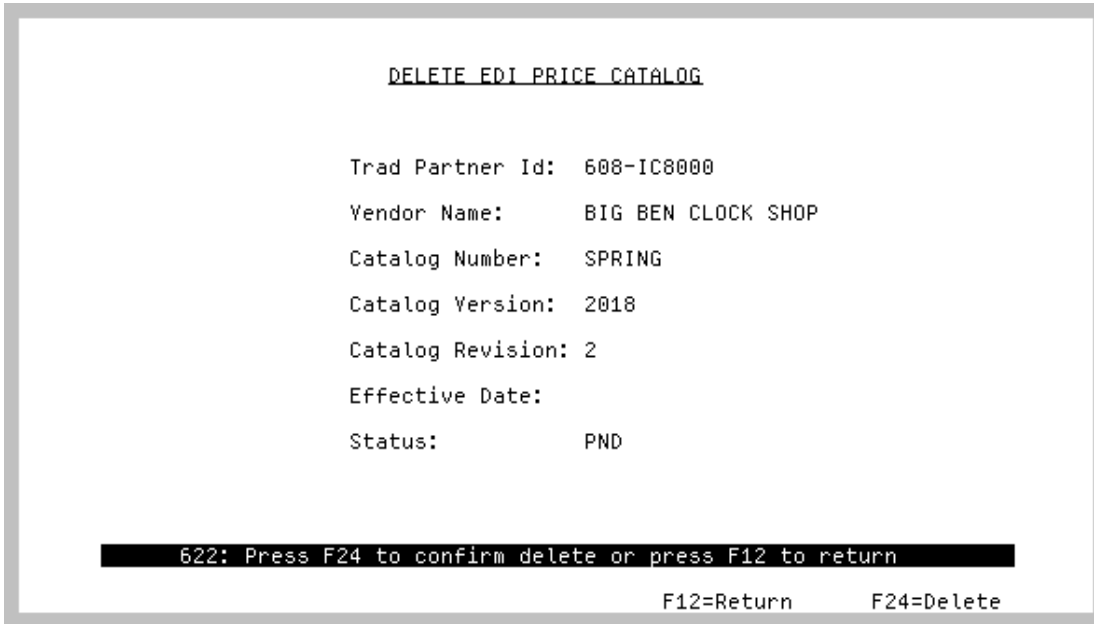 DELETE EDI PRICE CATALOG
Trad Partner Id: 608-IC8000
Vendor Name: BIG BEN CLOCK SHOP
Catalog Number: SPRING
Catalog Version: 2018
Catalog Revision: 2
Effective Date:
Status: PND
622: Press F24 to confirm delete or press F12 to return
F12=Return F24=Delete